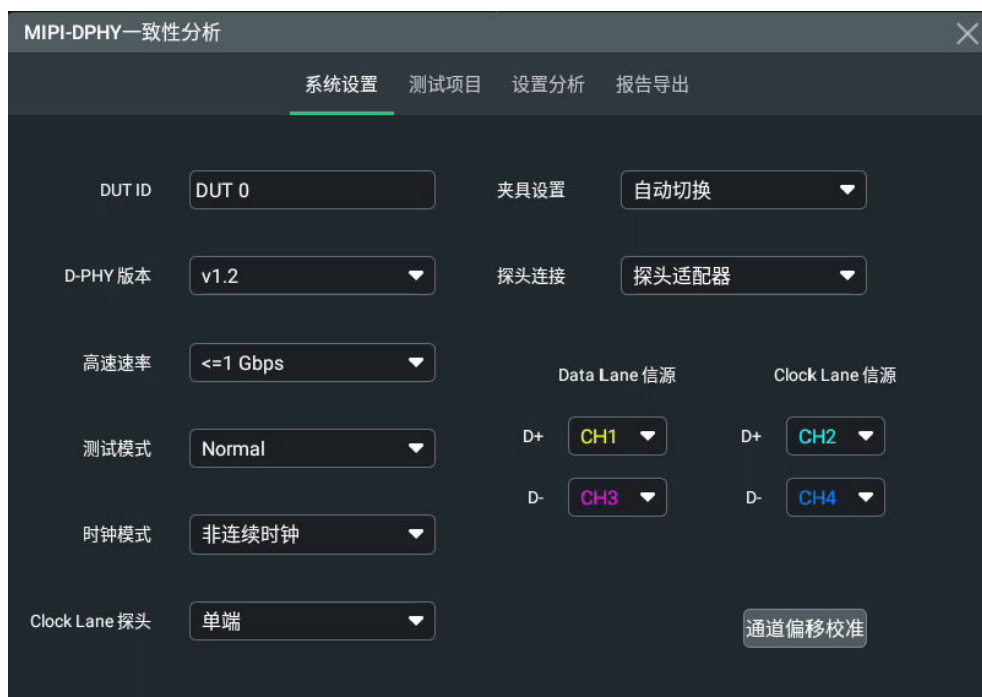 MIPI-DPHY一致性分析
系统设置 测试项目 设置分析 报告导出
DUT ID DUT 0 夹具设置 自动切换
D-PHY 版本 v1.2 探头连接 探头适配器
高速速率 <=1 Gbps
Data Lane 信源 Clock Lane 信源
测试模式 Normal D+ CH1 D+ CH2
D- CH3 D- CH4
时钟模式 非连续时钟
Clock Lane 探头 单端 通道偏移校准